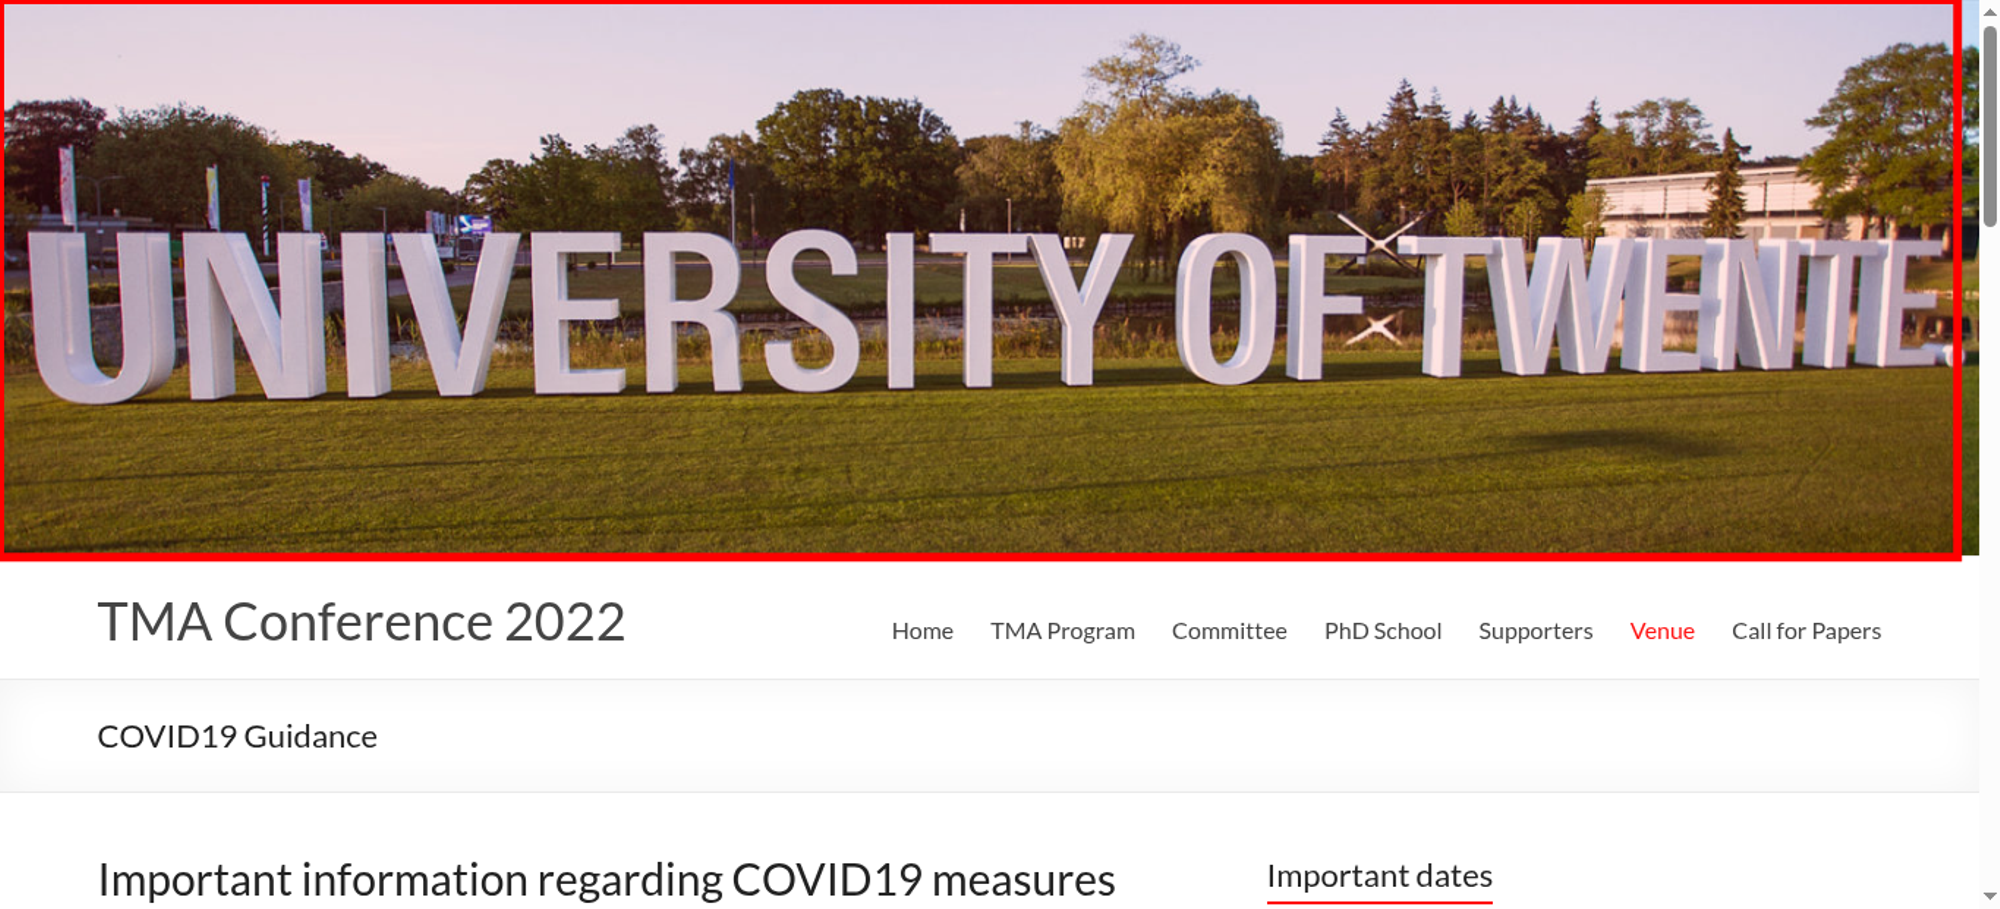 UNIVERSITY OF TWENTE.
TMA Conference 2022
Home TMA Program Committee PhD School Supporters Venue Call for Papers
COVID19 Guidance
Important information regarding COVID19 measures
Important dates